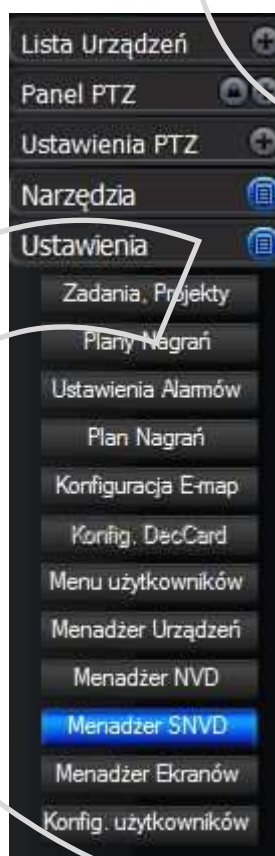 Lista Urządzeń
Panel PTZ
Ustawienia PTZ
Narzędzia
Ustawienia
Zadania, Projekty
Plany Nagrań
Ustawienia Alarmów
Plan Nagrań
Konfiguracja E-map
Konfig. DecCard
Menu użytkowników
Menadżer Urządzeń
Menadżer NVD
Menadżer SNVD
Menadżer Ekranów
Konfig. użytkowników